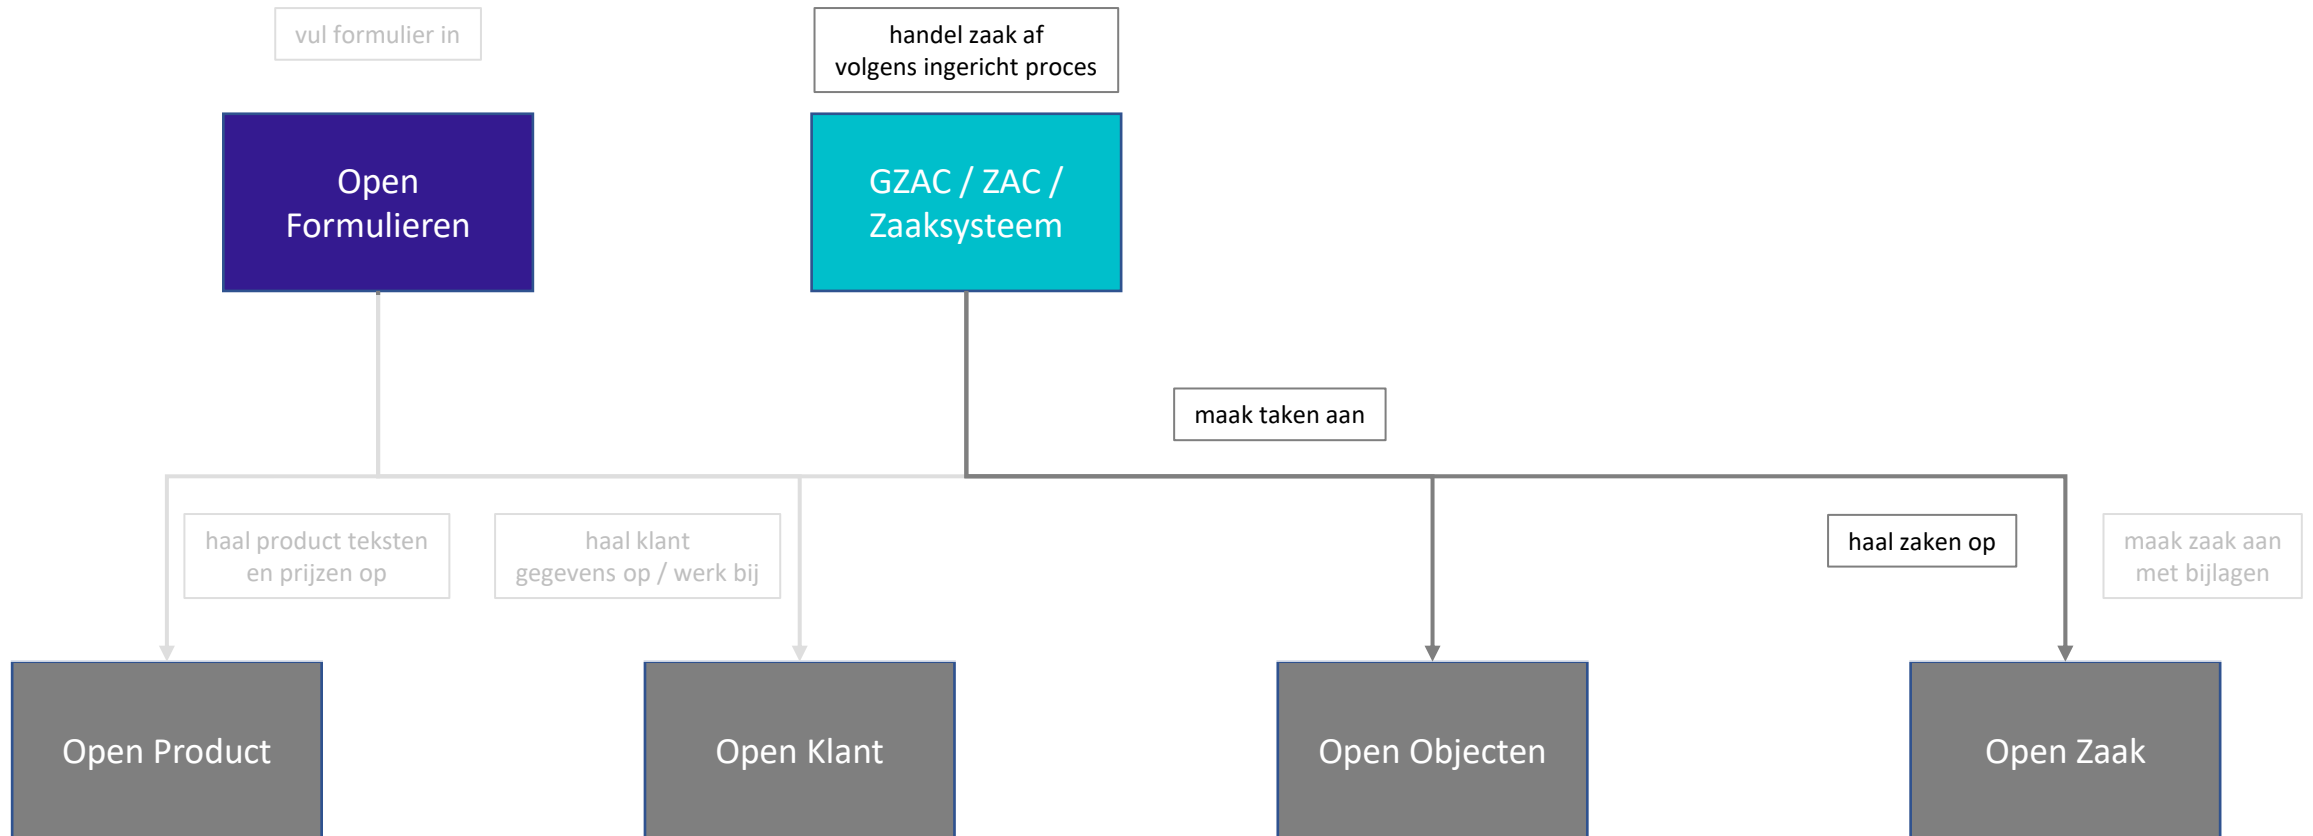 vul formulier in
handel zaak af
volgens ingericht proces
Open
Formulieren
GZAC / ZAC /
Zaaksysteem
maak taken aan
haal product teksten
en prijzen op
haal klant
gegevens op / werk bij
haal zaken op
maak zaak aan
met bijlagen
Open Product
Open Klant
Open Objecten
Open Zaak